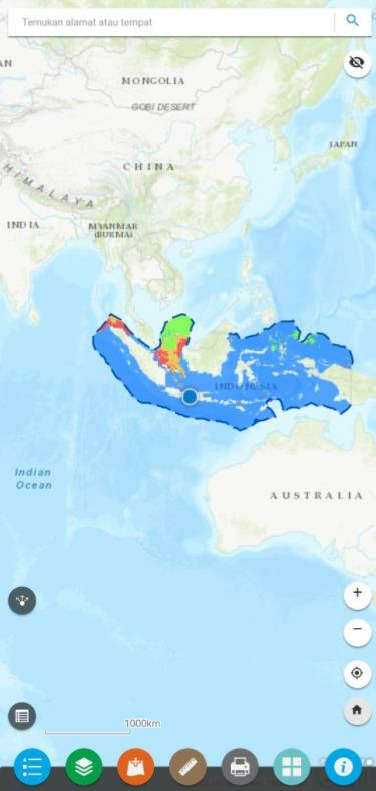 Temukan alamat atau tempat
AN
MONGOLIA
GOBI DESERT
JAPAN
CHINA
HIMALAYA
INDIA
MYANMAR
(BURMA)
INDONESIA
Indian
Ocean
AUSTRALIA
1000km